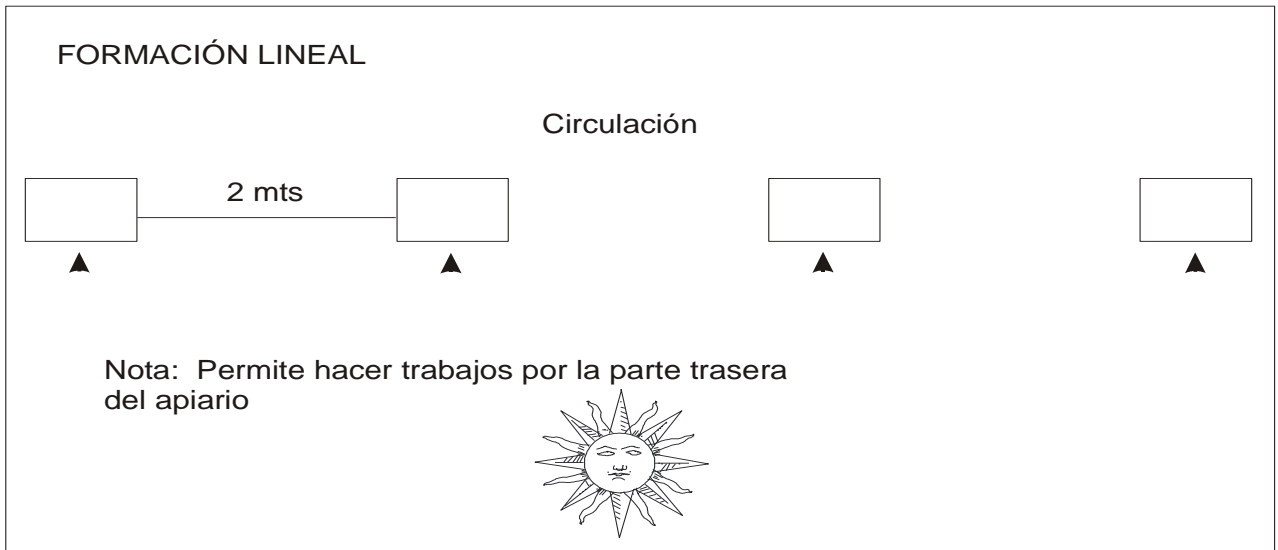 FORMACIÓN LINEAL
Circulación
2 mts
Nota: Permite hacer trabajos por la parte trasera
del apiario